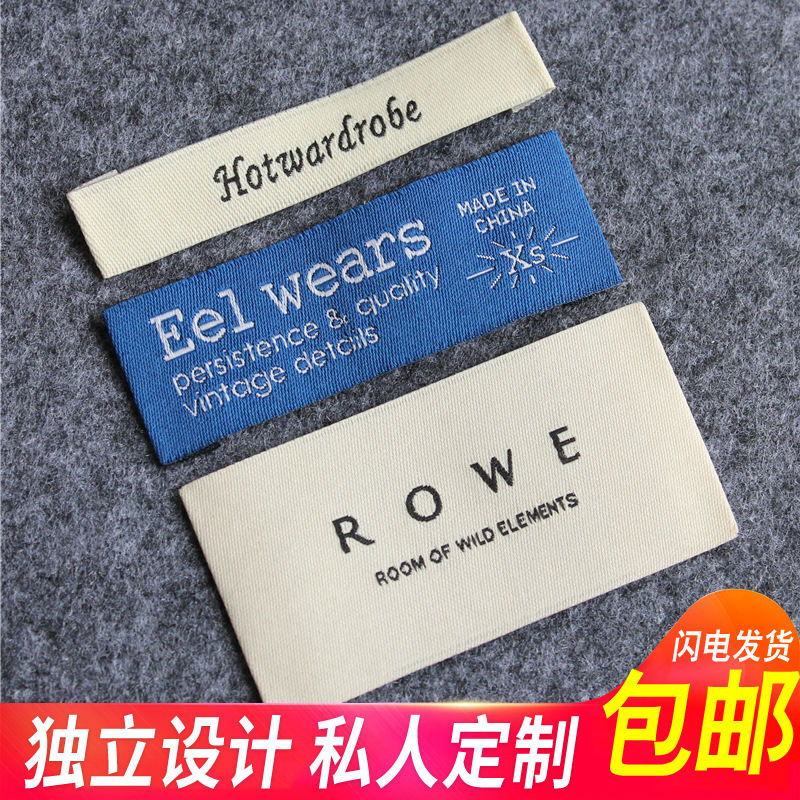 Hotwardrobe
Eel wears
persistence & quality
vintage details
MADE IN
CHINA
Xs
ROWE
ROOM OF WILD ELEMENTS
闪电发货
包邮
独立设计 私人定制